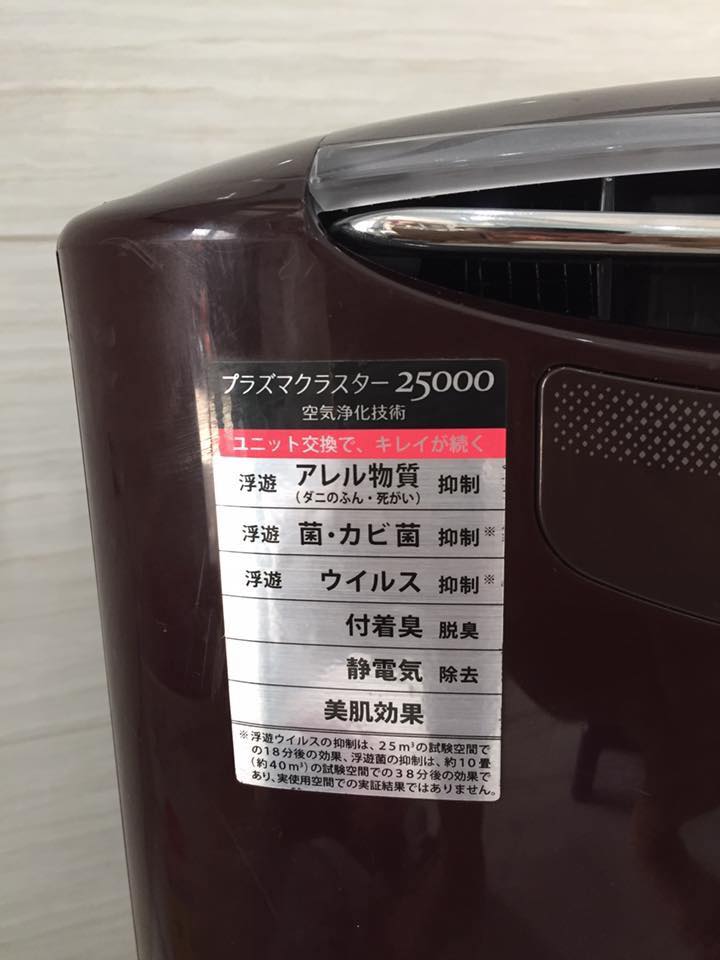 プラズマクラスター 25000
空気浄化技術
ユニット交換で、キレイが続く
浮遊 アレル物質 抑制
(ダニのふん・死がい)
浮遊 菌・カビ菌 抑制※
浮遊 ウイルス 抑制※
付着臭 脱臭
静電気 除去
美肌効果
※浮遊ウイルスの抑制は、25m³の試験空間で
の18分後の効果、浮遊菌の抑制は、約10畳
(約40m³)の試験空間での38分後の効果で
あり、実使用空間での実証結果ではありません。